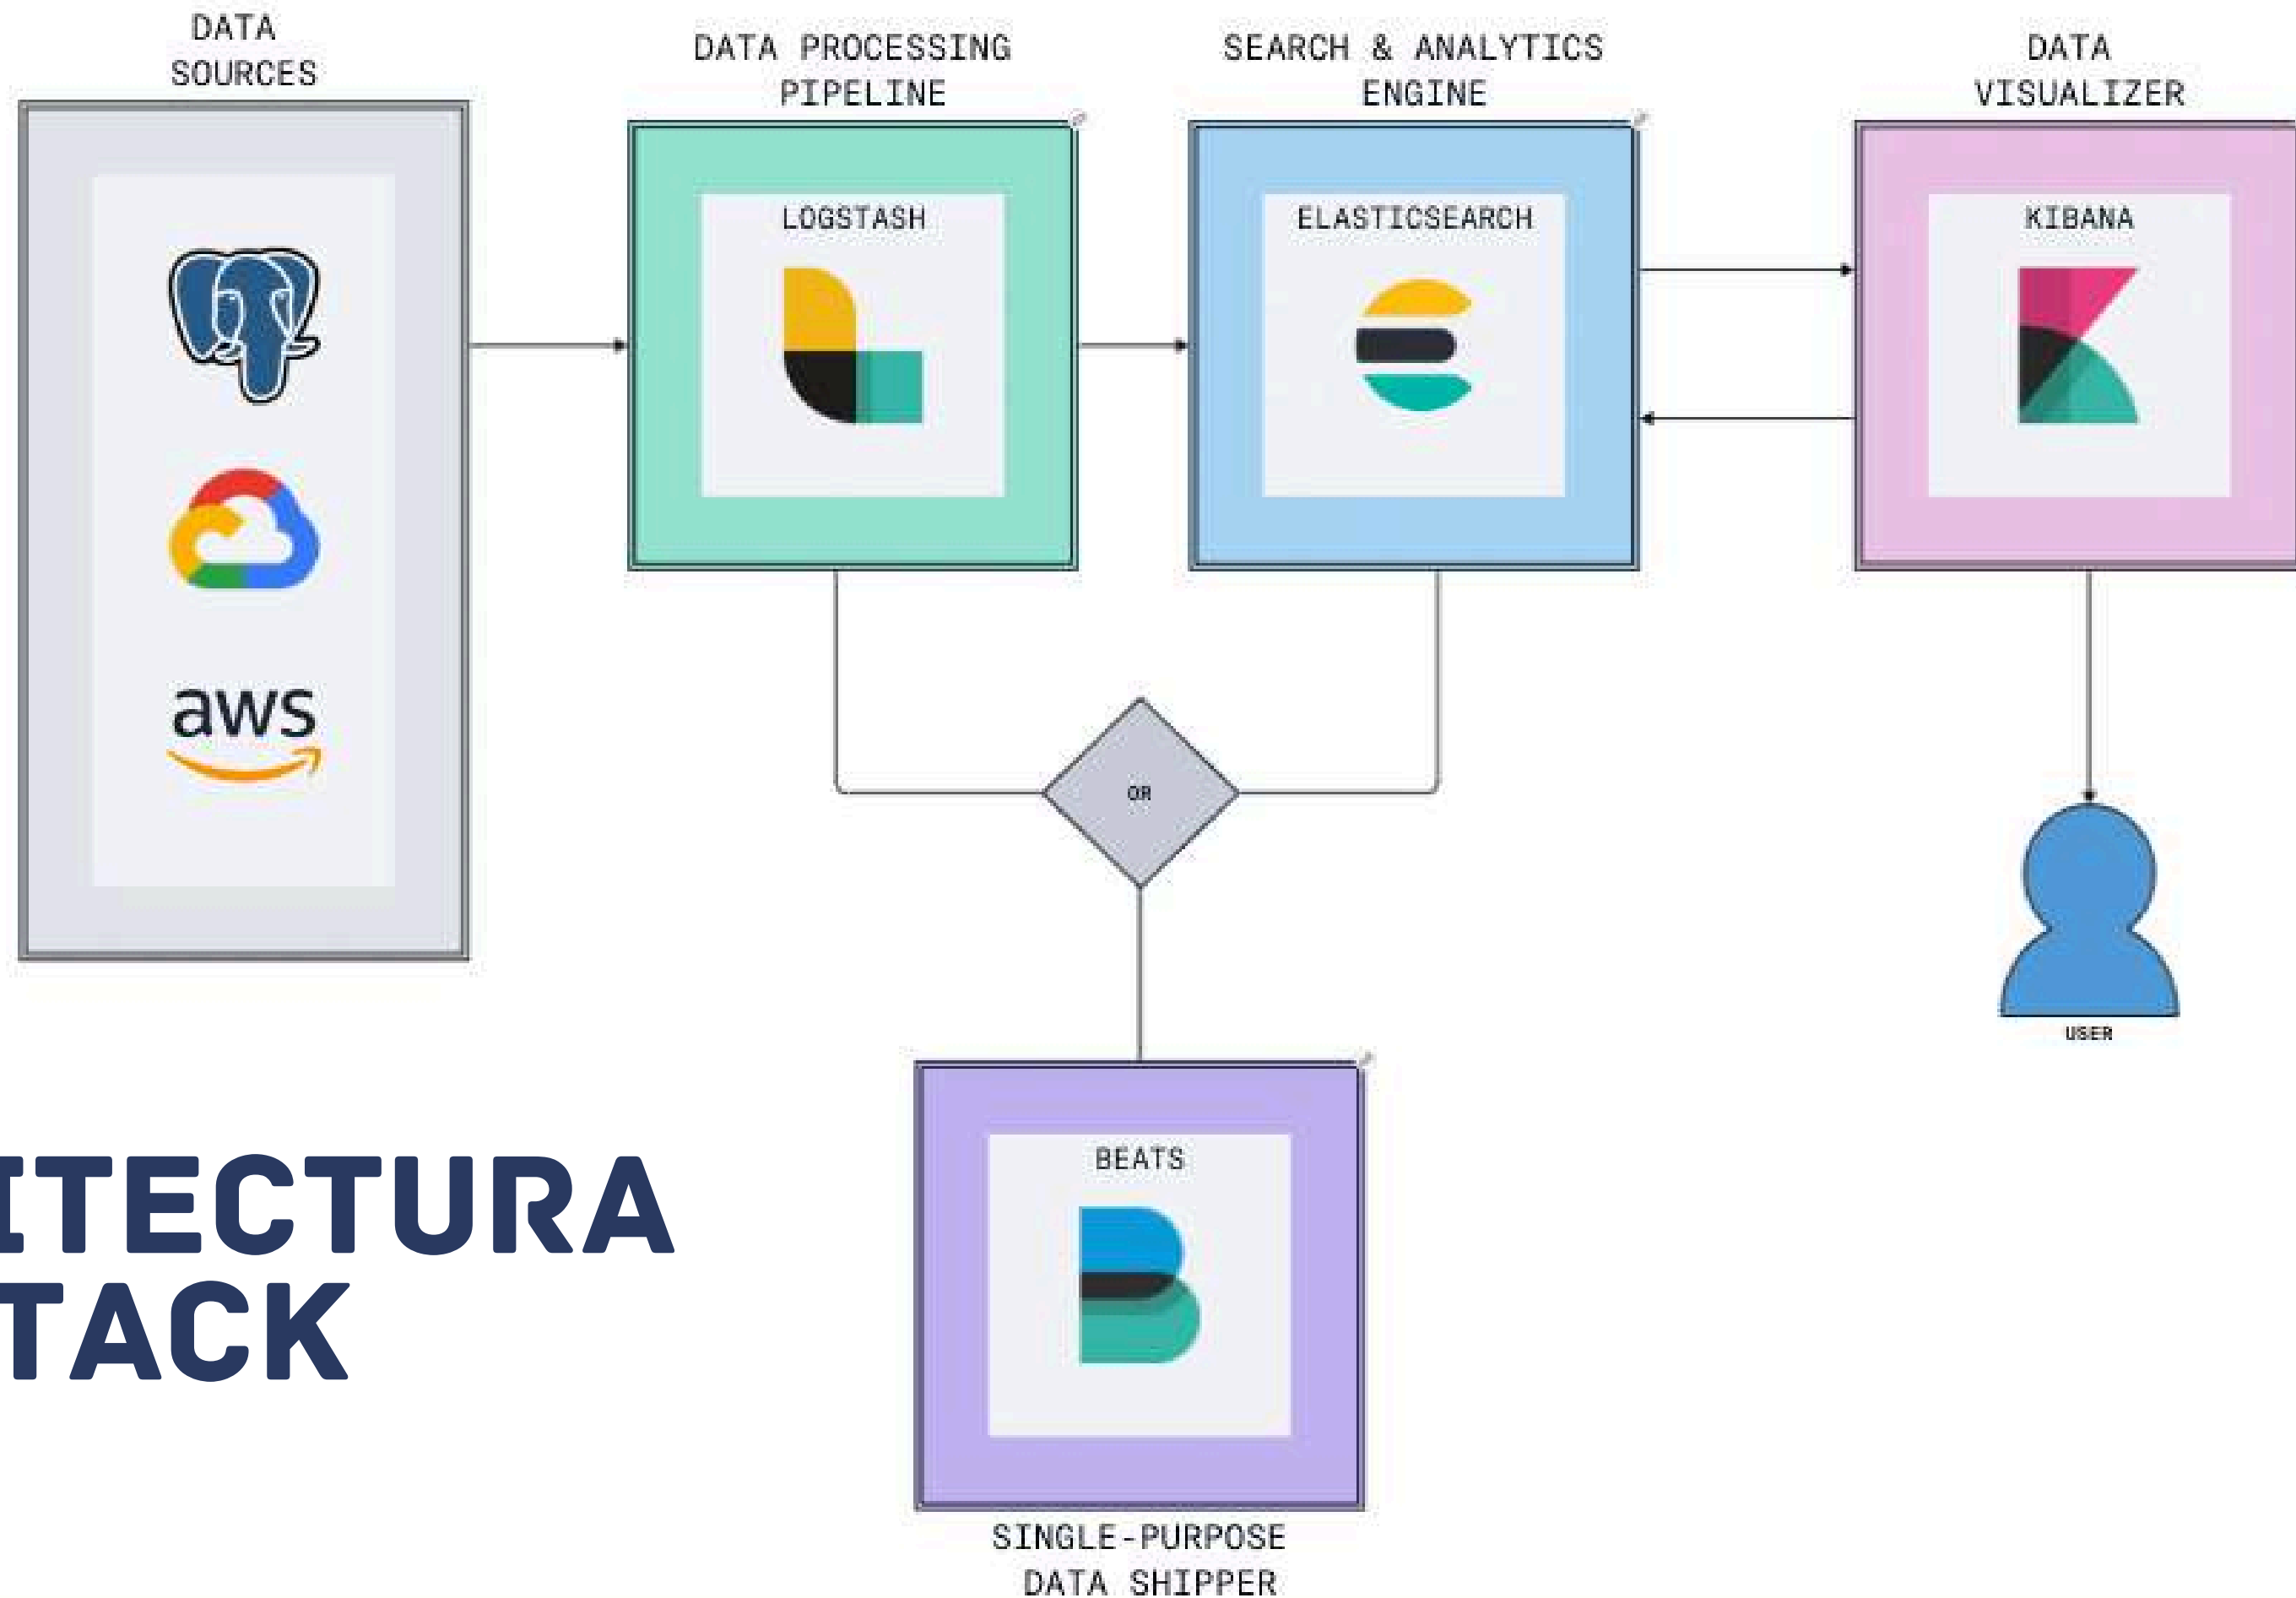 DATA
SOURCES
DATA PROCESSING
PIPELINE
SEARCH & ANALYTICS
ENGINE
DATA
VISUALIZER
LOGSTASH
ELASTICSEARCH
KIBANA
aws
OR
USER
BEATS
ITECTURA
TACK
SINGLE-PURPOSE
DATA SHIPPER